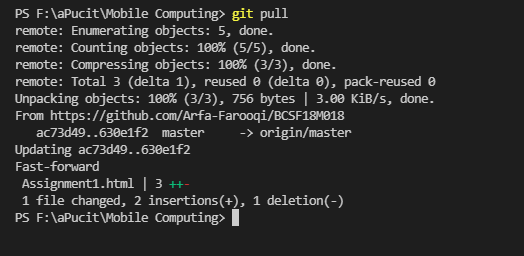 PS F:\aPucit\Mobile Computing> git pull
remote: Enumerating objects: 5, done.
remote: Counting objects: 100% (5/5), done.
remote: Compressing objects: 100% (3/3), done.
remote: Total 3 (delta 1), reused 0 (delta 0), pack-reused 0
Unpacking objects: 100% (3/3), 756 bytes | 3.00 KiB/s, done.
From https://github.com/Arfa-Farooqi/BCSF18M018
   ac73d49..630e1f2  master     -> origin/master
Updating ac73d49..630e1f2
Fast-forward
 Assignment1.html | 3 ++-
 1 file changed, 2 insertions(+), 1 deletion(-)
PS F:\aPucit\Mobile Computing>